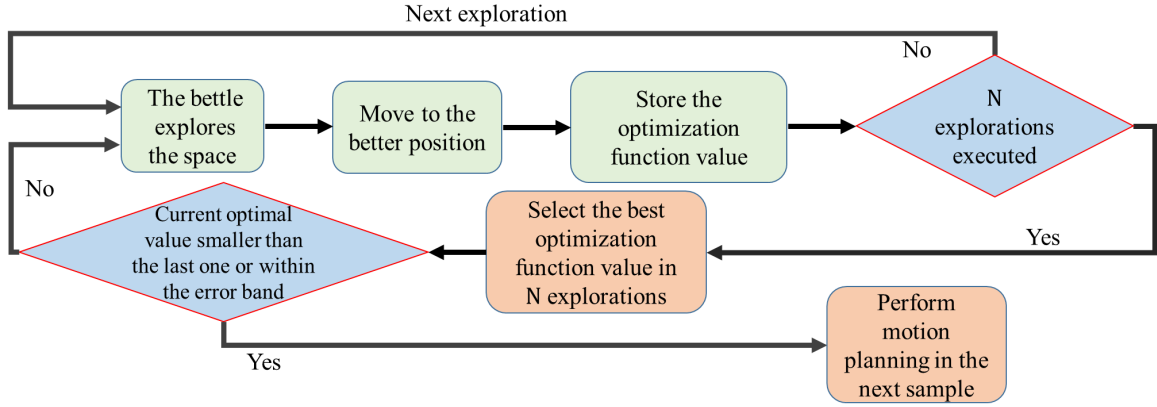 Next exploration
No
The bettle
explores
the space
Move to the
better position
Store the
optimization
function value
N
explorations
executed
No
Current optimal
value smaller than
the last one or within
the error band
Select the best
optimization
function value in
N explorations
Yes
Yes
Perform
motion
planning in the
next sample